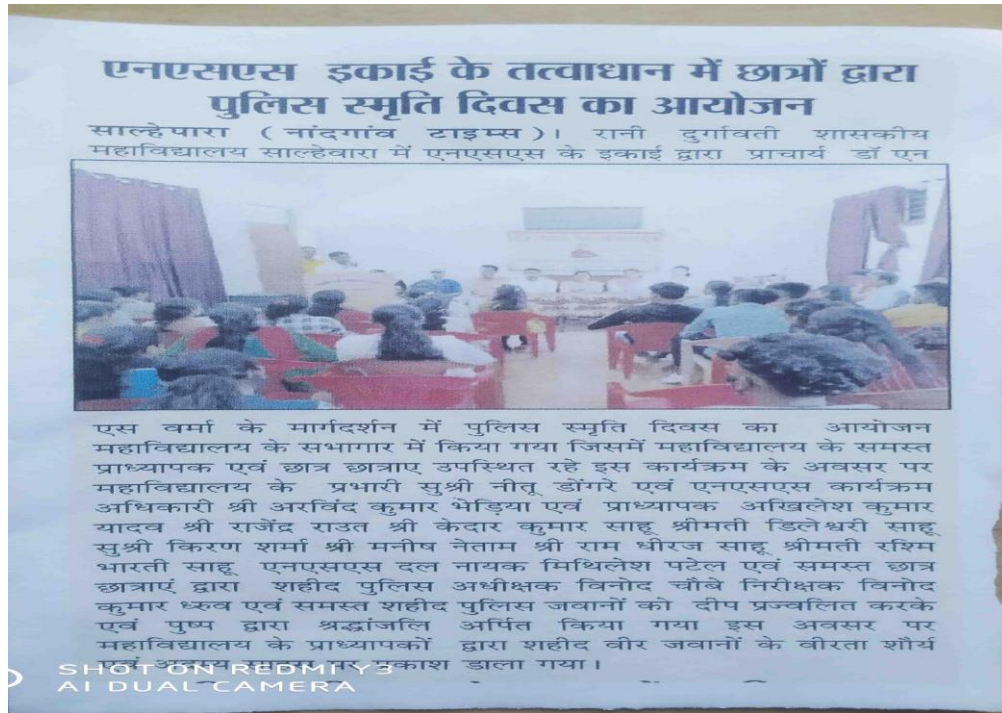 एनएसएस इकाई के तत्वाधान में छात्रों द्वारा
पुलिस स्मृति दिवस का आयोजन
साल्हेपारा (नांदगांव टाइम्स)। रानी दुर्गावती शासकीय
महाविद्यालय साल्हेवारा में एनएसएस के इकाई द्वारा प्राचार्य डॉ एन
एस वर्मा के मार्गदर्शन में पुलिस स्मृति दिवस का आयोजन
महाविद्यालय के सभागार में किया गया जिसमें महाविद्यालय के समस्त
प्राध्यापक एवं छात्र छात्राए उपस्थित रहे इस कार्यक्रम के अवसर पर
महाविद्यालय के प्रभारी सुश्री नीतू डोंगरे एवं एनएसएस कार्यक्रम
अधिकारी श्री अरविंद कुमार भेड़िया एवं प्राध्यापक अखिलेश कुमार
यादव श्री राजेंद्र राउत श्री केदार कुमार साहू श्रीमती डिलेश्वरी साहू
सुश्री किरण शर्मा श्री मनीष नेताम श्री राम धीरज साहू श्रीमती रश्मि
भारती साहू एनएसएस दल नायक मिथिलेश पटेल एवं समस्त छात्र
छात्राएं द्वारा शहीद पुलिस अधीक्षक विनोद चौबे निरीक्षक विनोद
कुमार ध्रुव एवं समस्त शहीद पुलिस जवानों को दीप प्रज्वलित करके
एवं पुष्प द्वारा श्रद्धांजलि अर्पित किया गया इस अवसर पर
महाविद्यालय के प्राध्यापकों द्वारा शहीद वीर जवानों के वीरता शौर्य
प्रकाश डाला गया।
SHOT ON REDMI Y3
AI DUAL CAMERA